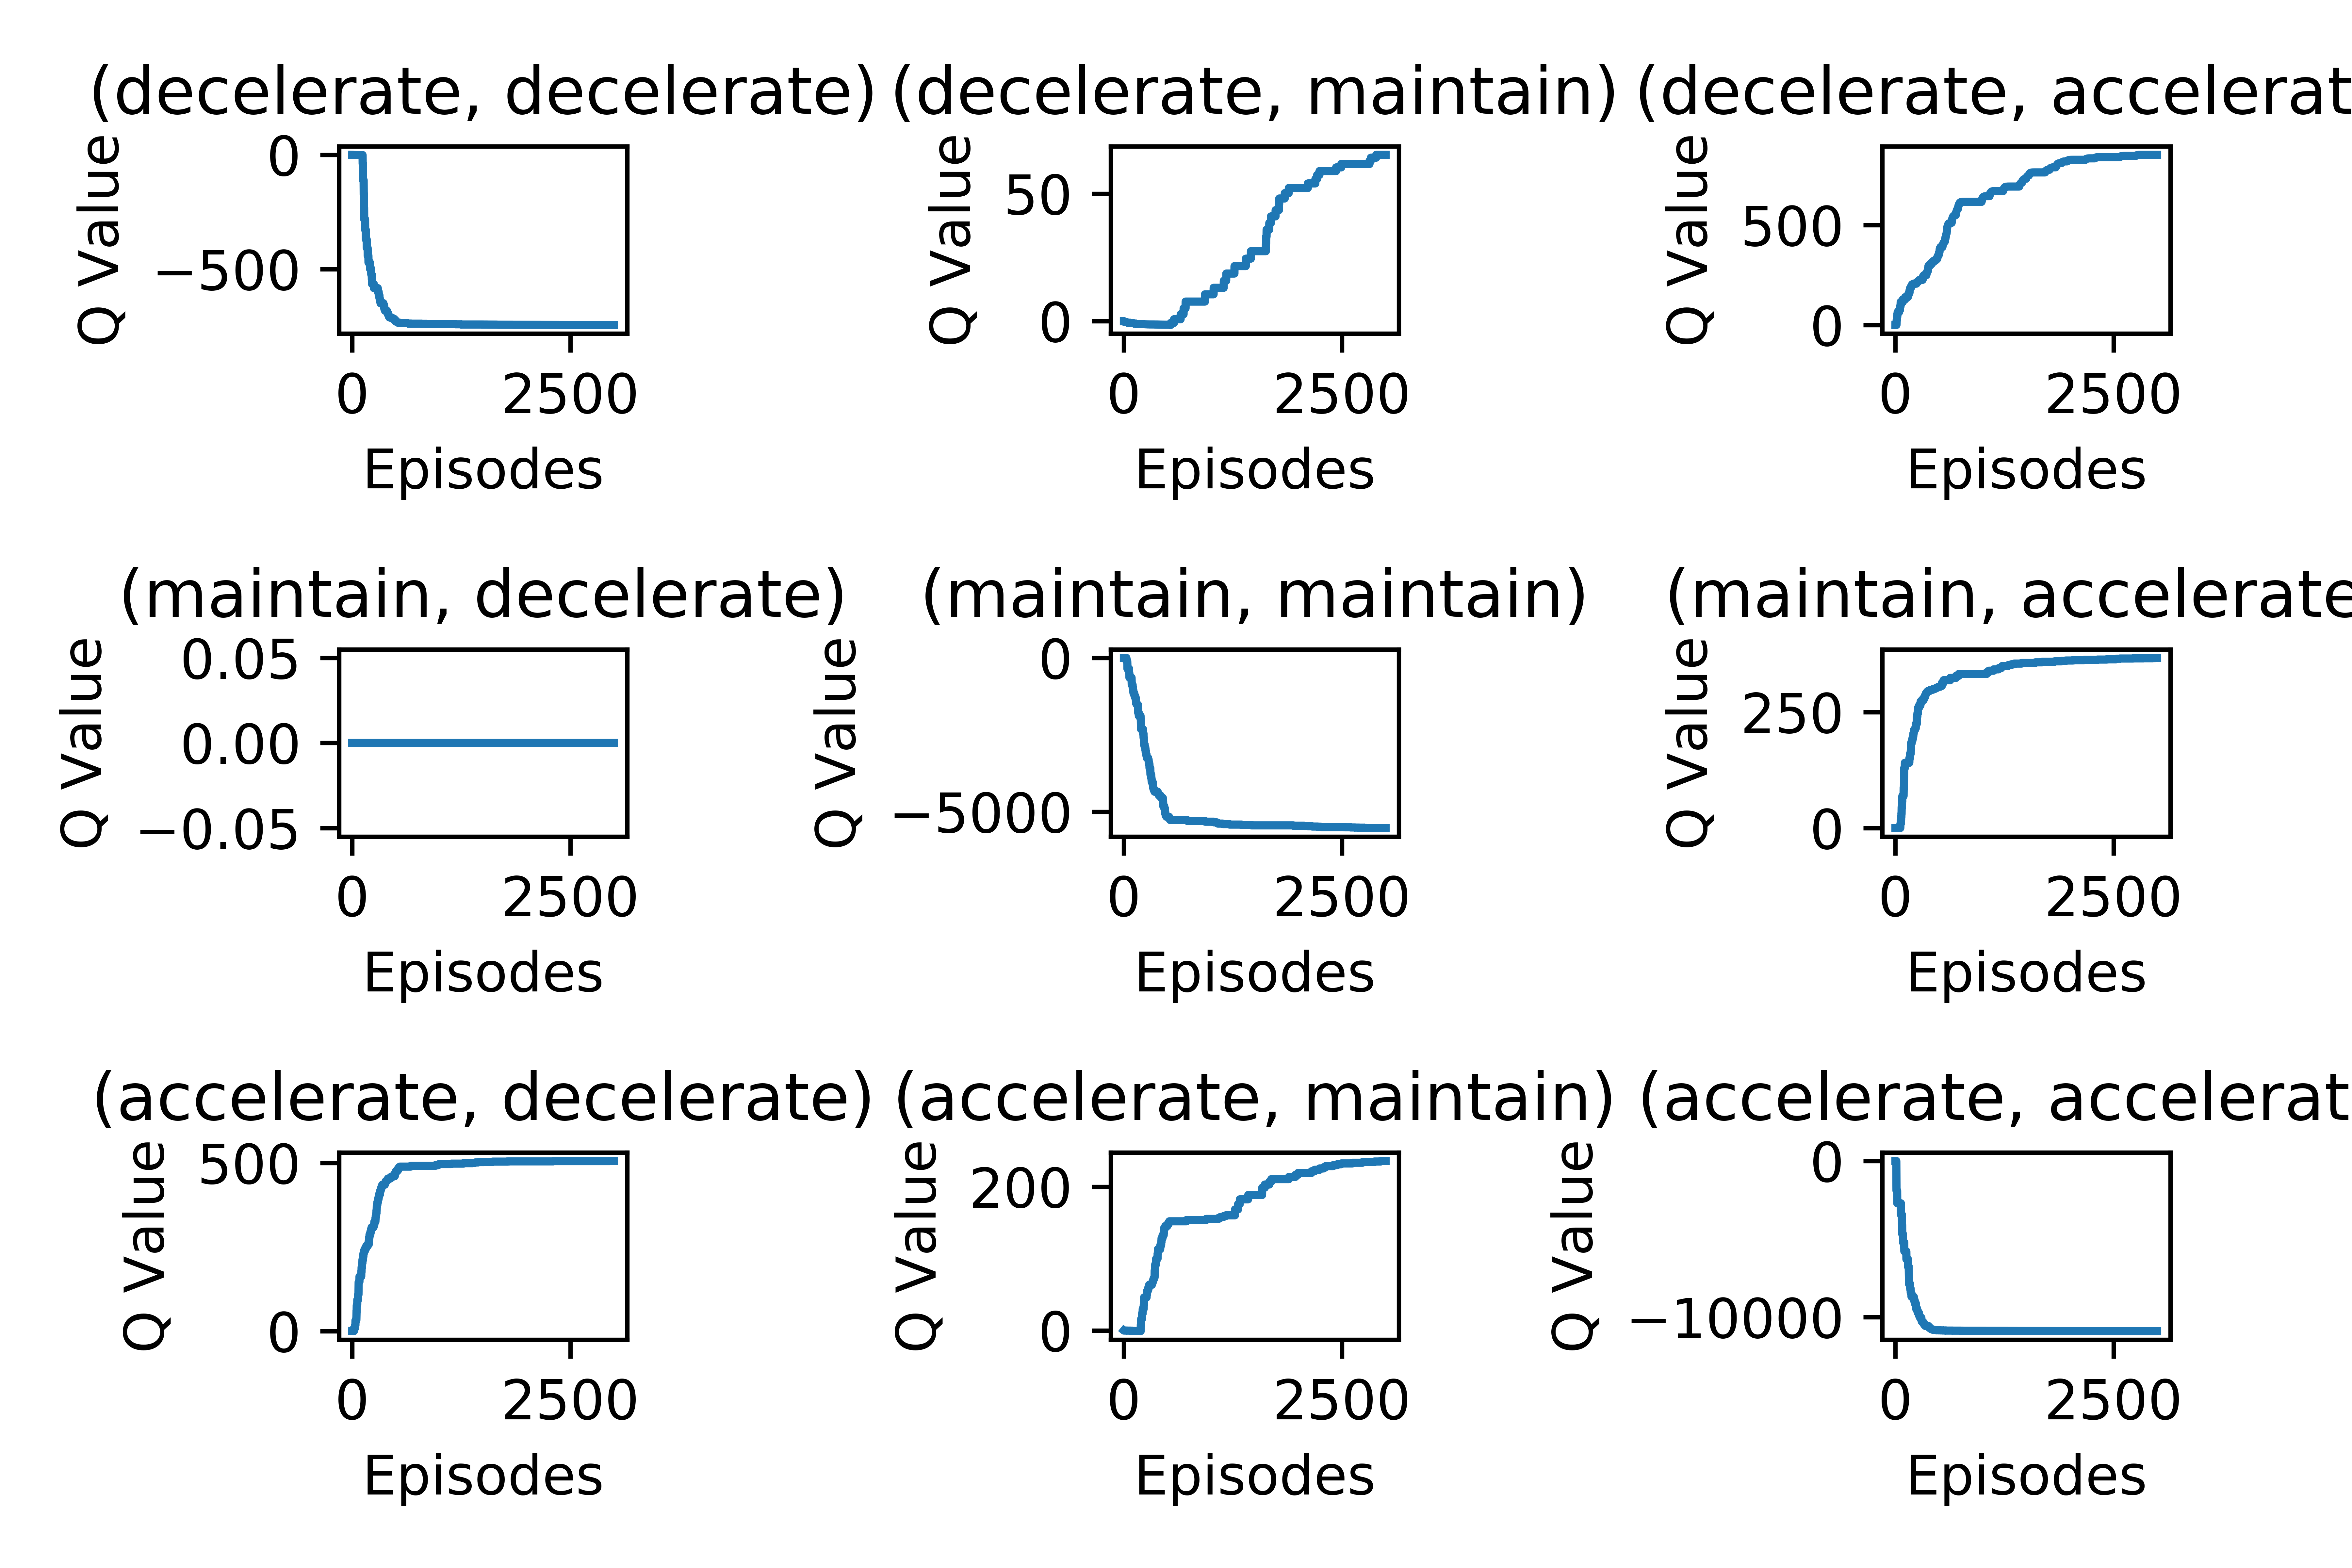 (decelerate, decelerate)
(decelerate, maintain)
(decelerate, accelerat
Q Value
0
−500
0
2500
Episodes
Q Value
50
0
0
2500
Episodes
Q Value
500
0
0
2500
Episodes
(maintain, decelerate)
(maintain, maintain)
(maintain, accelerate
Q Value
0.05
0.00
−0.05
0
2500
Episodes
Q Value
0
−5000
0
2500
Episodes
Q Value
250
0
0
2500
Episodes
(accelerate, decelerate)
(accelerate, maintain)
(accelerate, accelerat
Q Value
500
0
0
2500
Episodes
Q Value
200
0
0
2500
Episodes
Q Value
0
−10000
0
2500
Episodes